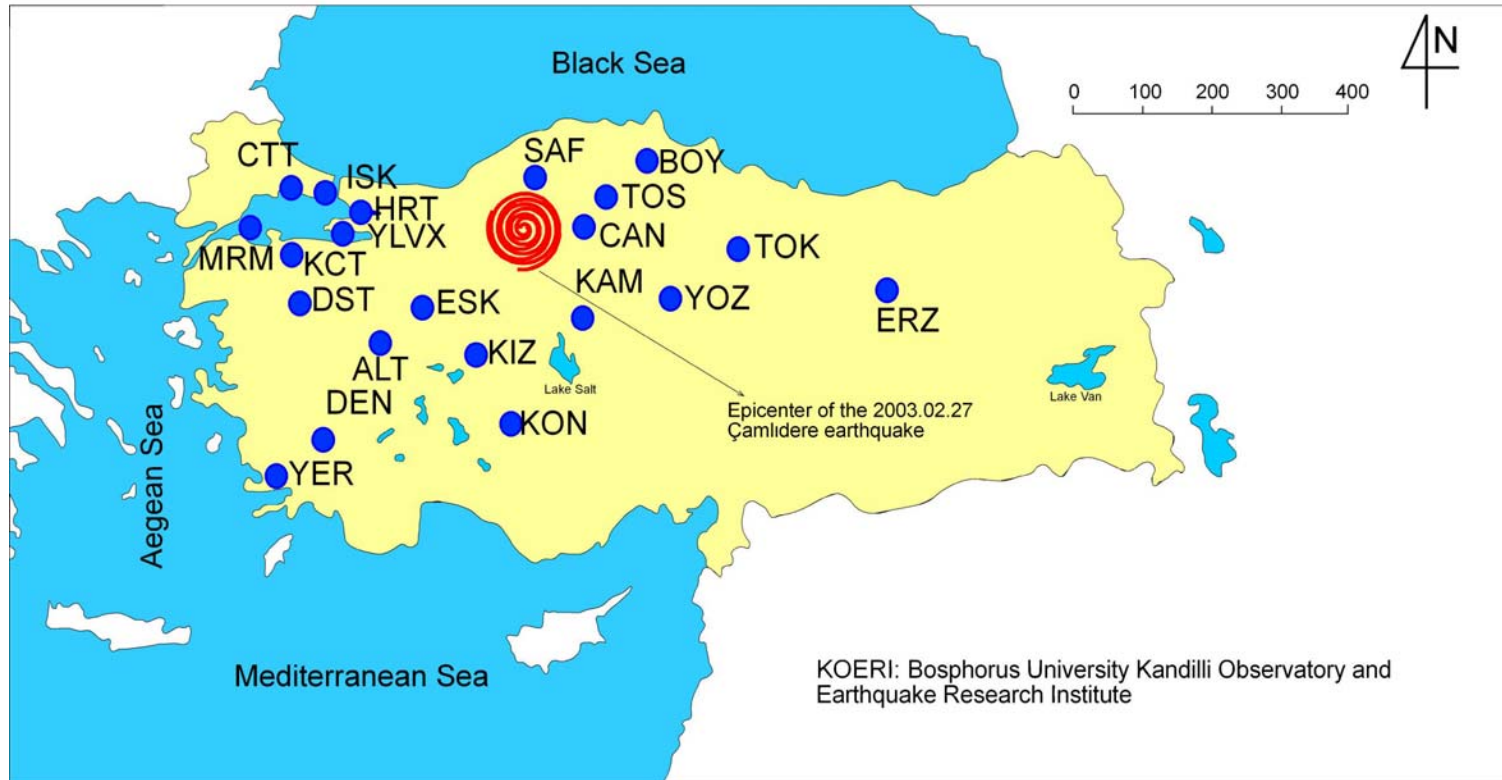 Black Sea
N
0 100 200 300 400
CTT
ISK
SAF
BOY
HRT
TOS
YLVX
CAN
MRM
KCT
TOK
DST
ESK
KAM
YOZ
ERZ
ALT
KIZ
Lake Salt
Lake Van
DEN
KON
Epicenter of the 2003.02.27
Çamlıdere earthquake
YER
Aegean Sea
Mediterranean Sea
KOERI: Bosphorus University Kandilli Observatory and
Earthquake Research Institute